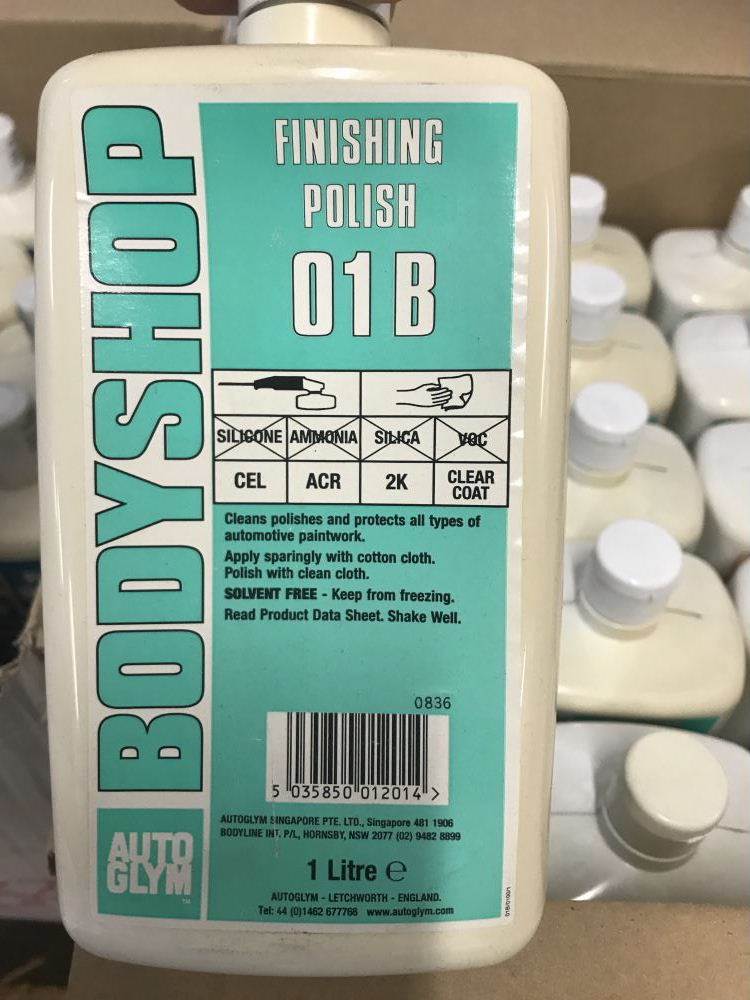 BODYSHOP
FINISHING
POLISH
01B
SILICONE AMMONIA SILICA VOC
CEL ACR 2K CLEAR COAT
Cleans polishes and protects all types of
automotive paintwork.
Apply sparingly with cotton cloth.
Polish with clean cloth.
SOLVENT FREE - Keep from freezing.
Read Product Data Sheet. Shake Well.
0836
5 035850 012014 >
AUTOGLYM SINGAPORE PTE. LTD., Singapore 481 1906
BODYLINE INT. P/L, HORNSBY, NSW 2077 (02) 9482 8899
1 Litre ℮
AUTOGLYM - LETCHWORTH - ENGLAND.
Tel: 44 (0)1462 677766 www.autoglym.com
AUTO
GLYM
TM